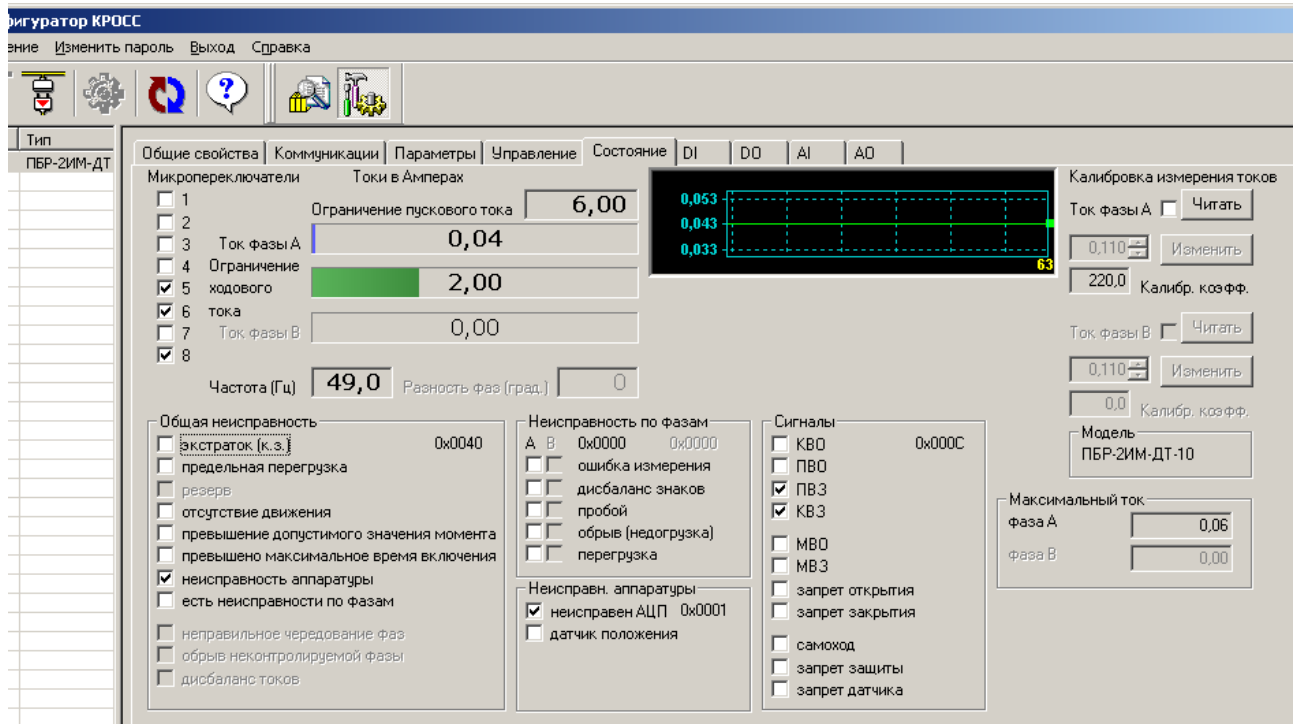 фигуратор КРОСС
ение Изменить пароль Выход Справка
Тип
ПБР-2ИМ-ДТ
Общие свойства Коммуникации Параметры Управление Состояние DI DO AI AO
Микропереключатели
1
2
3
4
5
6
7
8
Токи в Амперах
Ограничение пускового тока 6,00
Ток фазы А 0,04
Ограничение
ходового 2,00
тока
Ток фазы В 0,00
Частота (Гц) 49,0 Разность фаз (град.) 0
0,053
0,043
0,033
63
Калибровка измерения токов
Ток фазы А Читать
0,110 Изменить
220,0 Калибр. коэфф.
Ток фазы В Читать
0,110 Изменить
0,0 Калибр. коэфф.
Модель
ПБР-2ИМ-ДТ-10
Максимальный ток
фаза А 0,06
фаза В 0,00
Общая неисправность
экстраток (к.з.) 0x0040
предельная перегрузка
резерв
отсутствие движения
превышение допустимого значения момента
превышено максимальное время включения
неисправность аппаратуры
есть неисправности по фазам
неправильное чередование фаз
обрыв неконтролируемой фазы
дисбаланс токов
Неисправность по фазам
А В 0x0000 0x0000
ошибка измерения
дисбаланс знаков
пробой
обрыв (недогрузка)
перегрузка
Неисправн. аппаратуры
неисправен АЦП 0x0001
датчик положения
Сигналы
КВО 0x000C
ПВО
ПВЗ
КВЗ
МВО
МВЗ
запрет открытия
запрет закрытия
самоход
запрет защиты
запрет датчика